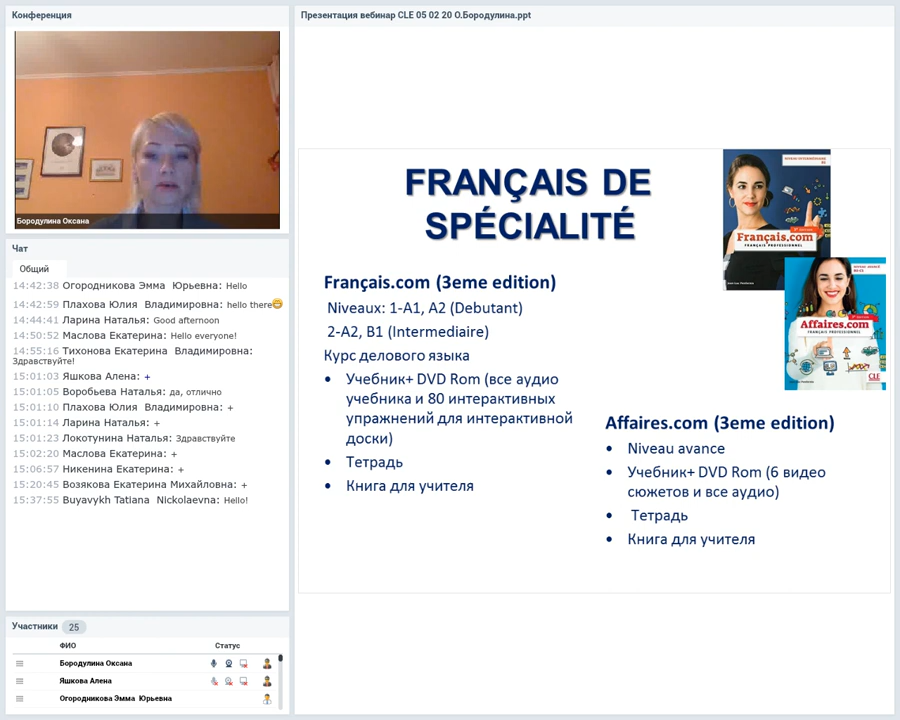 Конференция
Бородулина Оксана
Чат
Общий
14:42:38 Огородникова Эмма Юрьевна: Hello
14:42:59 Плахова Юлия Владимировна: hello there
14:44:41 Ларина Наталья: Good afternoon
14:50:52 Маслова Екатерина: Hello everyone!
14:55:16 Тихонова Екатерина Владимировна:
Здравствуйте!
15:01:03 Яшкова Алена: +
15:01:05 Воробьева Наталья: да, отлично
15:01:10 Плахова Юлия Владимировна: +
15:01:14 Ларина Наталья: +
15:01:23 Локотунина Наталья: Здравствуйте
15:02:20 Маслова Екатерина: +
15:06:57 Никенина Екатерина: +
15:20:45 Возякова Екатерина Михайловна: +
15:37:55 Buyavykh Tatiana Nickolaevna: Hello!
Участники 25
ФИО Статус
Бородулина Оксана
Яшкова Алена
Огородникова Эмма Юрьевна
Презентация вебинар CLE 05 02 20 О.Бородулина.ppt
FRANÇAIS DE
SPÉCIALITÉ
Français.com (3eme edition)
Niveaux: 1-A1, A2 (Debutant)
2-A2, B1 (Intermediaire)
Курс делового языка
• Учебник+ DVD Rom (все аудио
учебника и 80 интерактивных
упражнений для интерактивной
доски)
• Тетрадь
• Книга для учителя
Français.com
FRANÇAIS PROFESSIONNEL
Affaires.com
FRANÇAIS PROFESSIONNEL
CLE
Affaires.com (3eme edition)
• Niveau avance
• Учебник+ DVD Rom (6 видео
сюжетов и все аудио)
• Тетрадь
• Книга для учителя